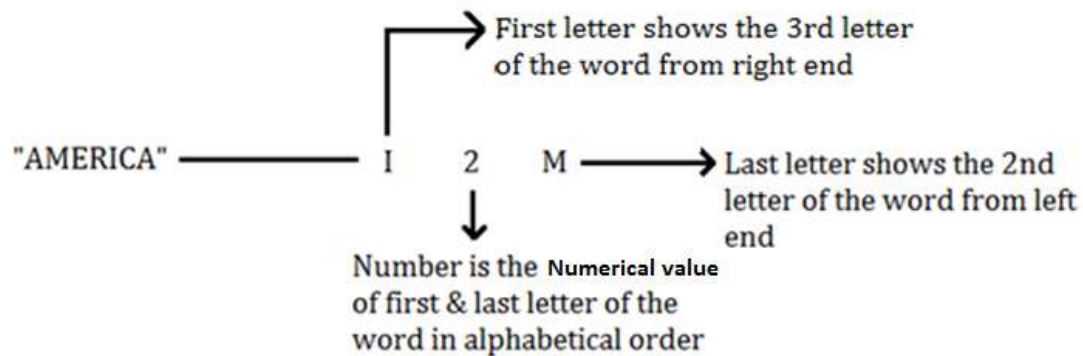 First letter shows the 3rd letter
of the word from right end
"AMERICA" I 2 M
Last letter shows the 2nd
letter of the word from left
end
Number is the Numerical value
of first & last letter of the
word in alphabetical order